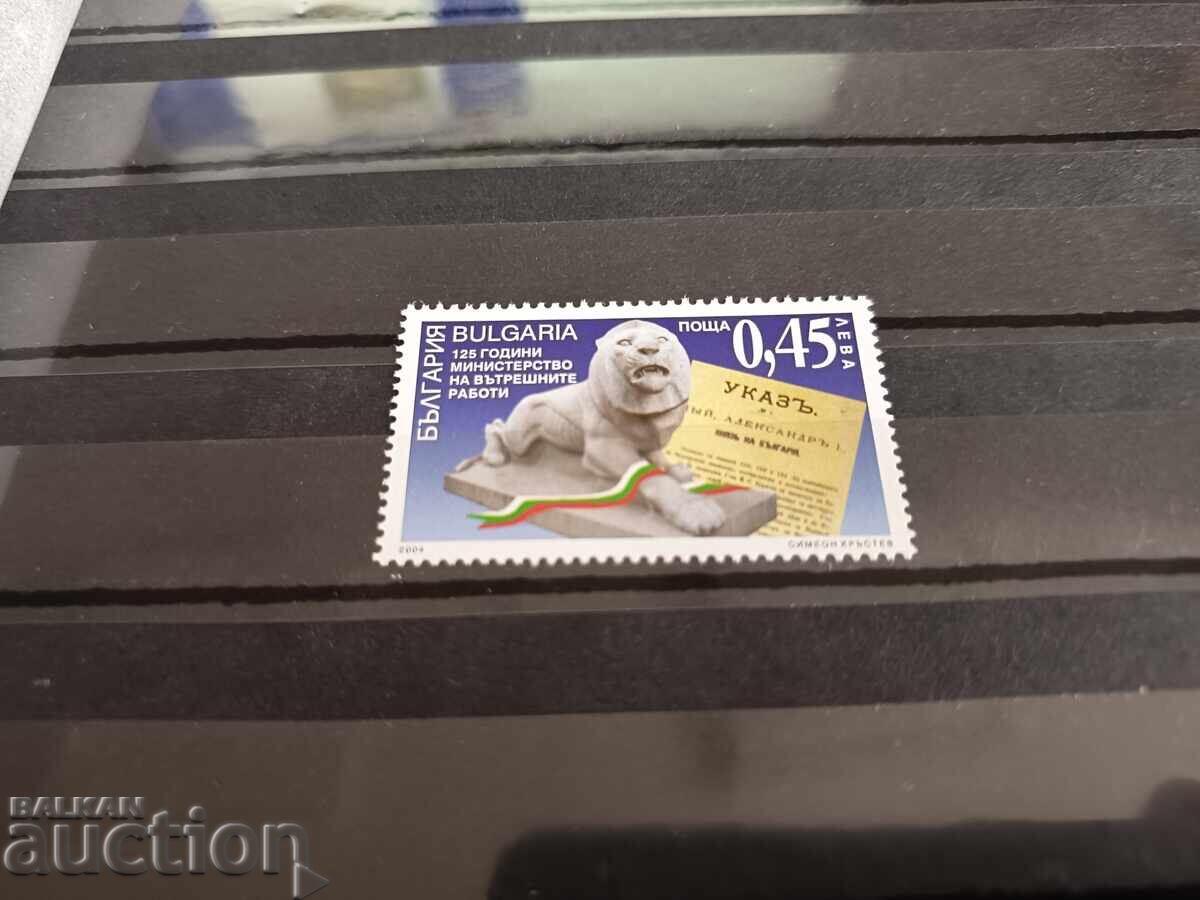 БЪЛГАРИЯ
BULGARIA
125 ГОДИНИ
МИНИСТЕРСТВО
НА ВЪТРЕШНИТЕ
РАБОТИ
ПОЩА
0,45
ЛЕВА
УКАЗЪ.
НЫЙ, АЛЕКСАНДРЪ I,
КНЯЗЬ НА БЪЛГАРИЯ.
2004
СИМЕОН КРЪСТЕВ
BALKAN
auction